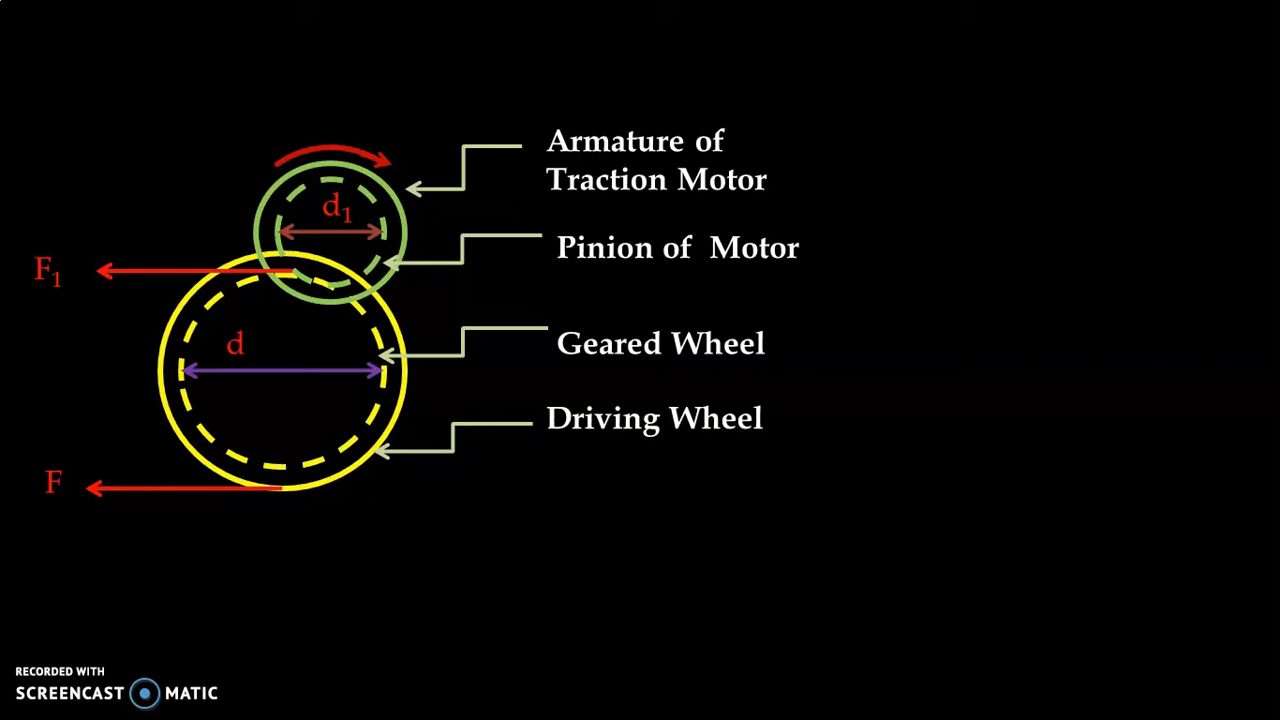 Armature of
Traction Motor
d1
Pinion of Motor
F1
d
Geared Wheel
Driving Wheel
F
RECORDED WITH
SCREENCAST MATIC